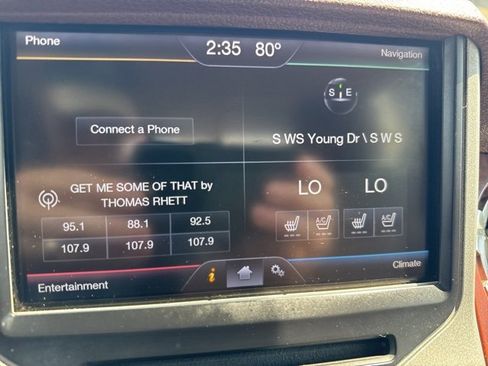 Phone
2:35 80°
Navigation
S E
Connect a Phone
S WS Young Dr \ S W S
GET ME SOME OF THAT by
THOMAS RHETT
LO LO
95.1 88.1 92.5
A/C A/C
107.9 107.9 107.9
i
Climate
Entertainment